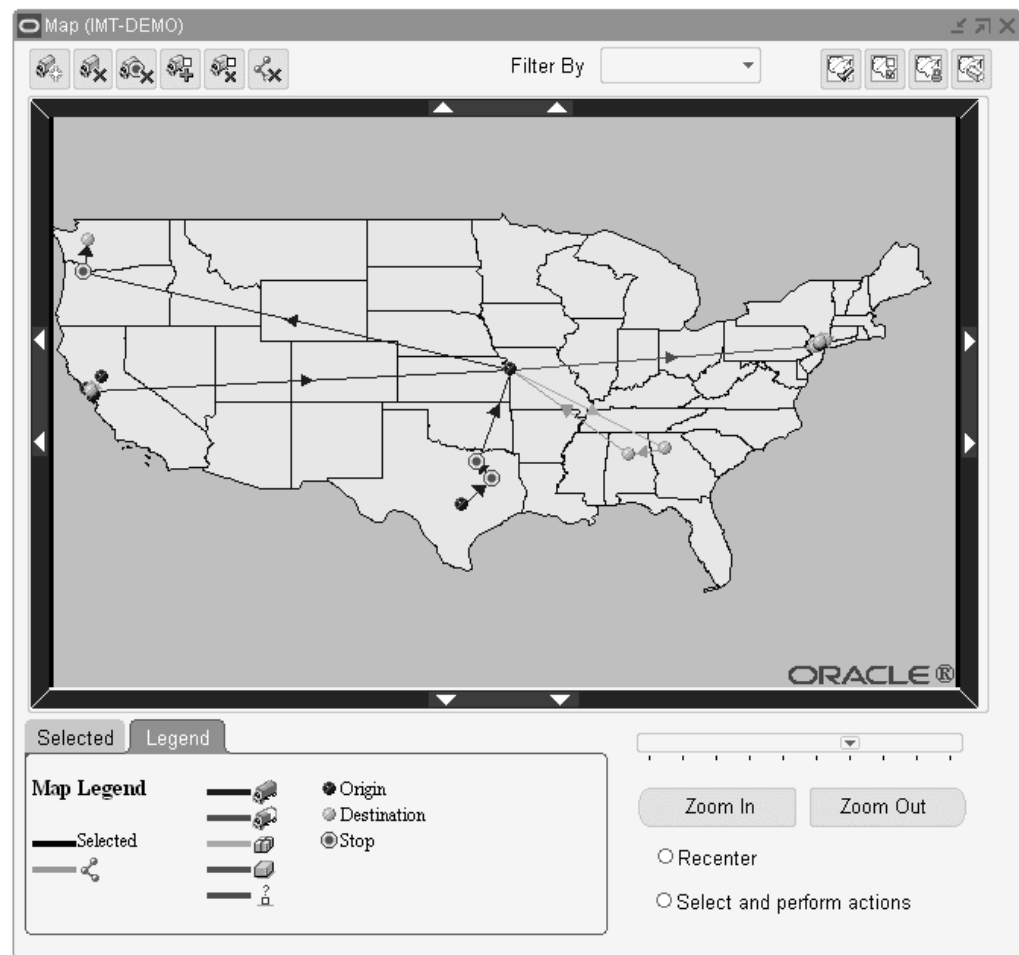 Map (IMT-DEMO)
Filter By
ORACLE®
Selected
Legend
Map Legend
Selected
Origin
Destination
Stop
?
Zoom In
Zoom Out
Recenter
Select and perform actions